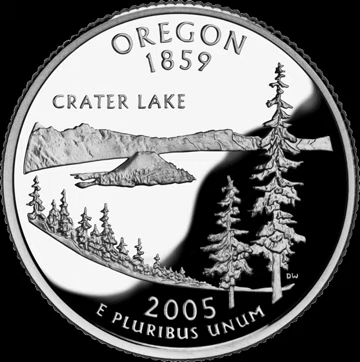 OREGON
1859
CRATER LAKE
DW
2005
E PLURIBUS UNUM